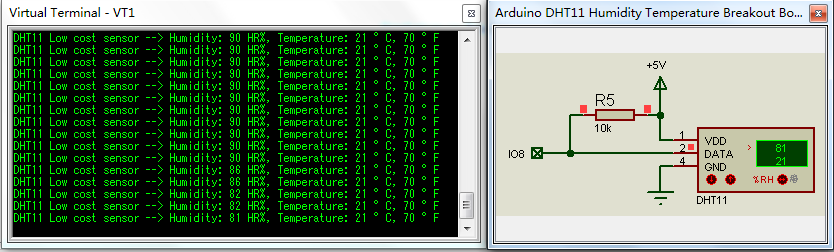 Virtual Terminal - VT1
DHT11 Low cost sensor --> Humidity: 90 HR%, Temperature: 21 ° C, 70 ° F
DHT11 Low cost sensor --> Humidity: 90 HR%, Temperature: 21 ° C, 70 ° F
DHT11 Low cost sensor --> Humidity: 90 HR%, Temperature: 21 ° C, 70 ° F
DHT11 Low cost sensor --> Humidity: 90 HR%, Temperature: 21 ° C, 70 ° F
DHT11 Low cost sensor --> Humidity: 90 HR%, Temperature: 21 ° C, 70 ° F
DHT11 Low cost sensor --> Humidity: 90 HR%, Temperature: 21 ° C, 70 ° F
DHT11 Low cost sensor --> Humidity: 90 HR%, Temperature: 21 ° C, 70 ° F
DHT11 Low cost sensor --> Humidity: 90 HR%, Temperature: 21 ° C, 70 ° F
DHT11 Low cost sensor --> Humidity: 90 HR%, Temperature: 21 ° C, 70 ° F
DHT11 Low cost sensor --> Humidity: 90 HR%, Temperature: 21 ° C, 70 ° F
DHT11 Low cost sensor --> Humidity: 90 HR%, Temperature: 21 ° C, 70 ° F
DHT11 Low cost sensor --> Humidity: 86 HR%, Temperature: 21 ° C, 70 ° F
DHT11 Low cost sensor --> Humidity: 86 HR%, Temperature: 21 ° C, 70 ° F
DHT11 Low cost sensor --> Humidity: 82 HR%, Temperature: 21 ° C, 70 ° F
DHT11 Low cost sensor --> Humidity: 82 HR%, Temperature: 21 ° C, 70 ° F
DHT11 Low cost sensor --> Humidity: 81 HR%, Temperature: 21 ° C, 70 ° F
Arduino DHT11 Humidity Temperature Breakout Bo...
+5V
R5
10k
IO8
1 VDD
2 DATA
4 GND
> 81
21
%RH °C
DHT11